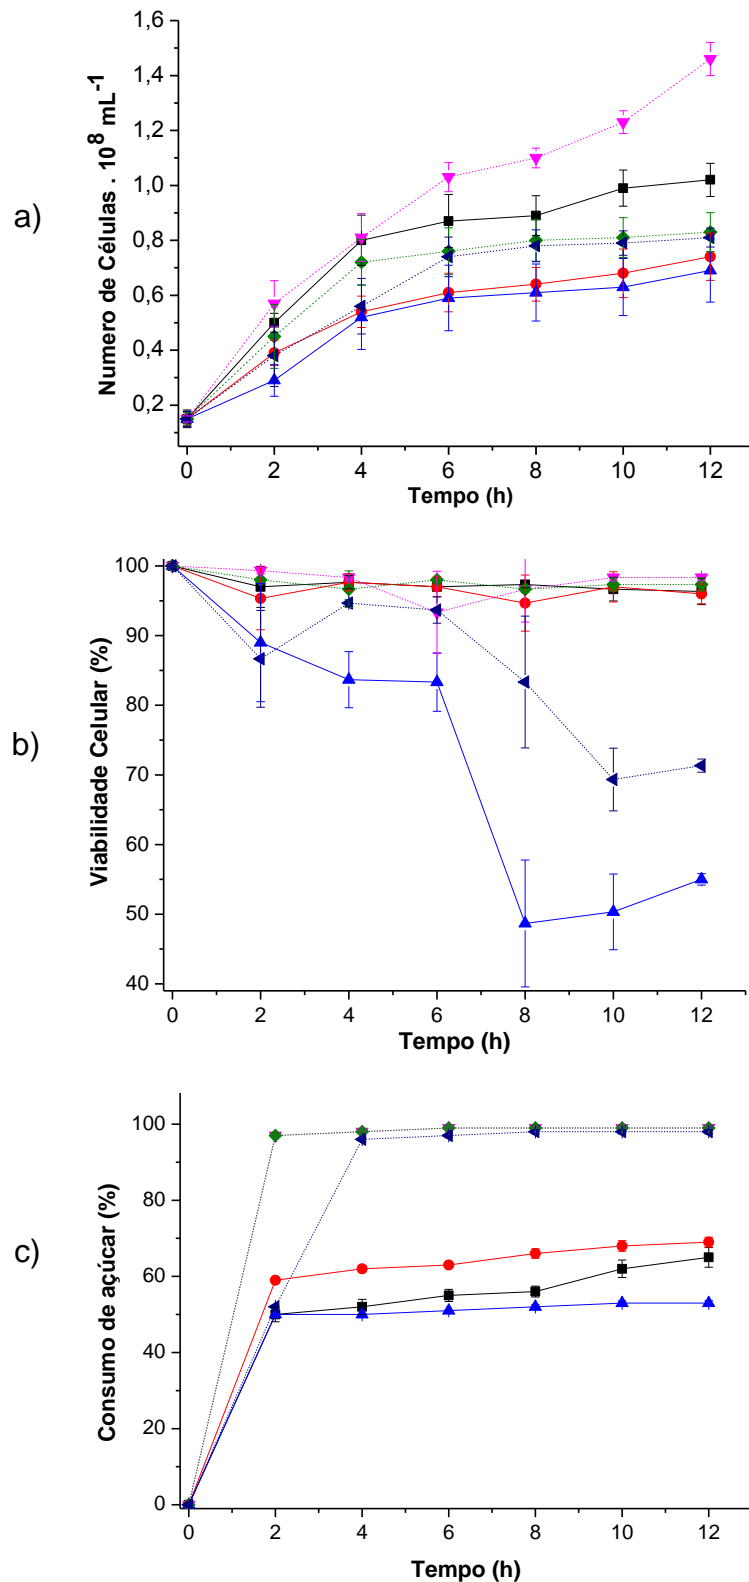 a)
Numero de Células . 10⁸ mL⁻¹
1,6
1,4
1,2
1,0
0,8
0,6
0,4
0,2
0 2 4 6 8 10 12
Tempo (h)
b)
Viabilidade Celular (%)
100
90
80
70
60
50
40
0 2 4 6 8 10 12
Tempo (h)
c)
Consumo de açúcar (%)
100
80
60
40
20
0
0 2 4 6 8 10 12
Tempo (h)